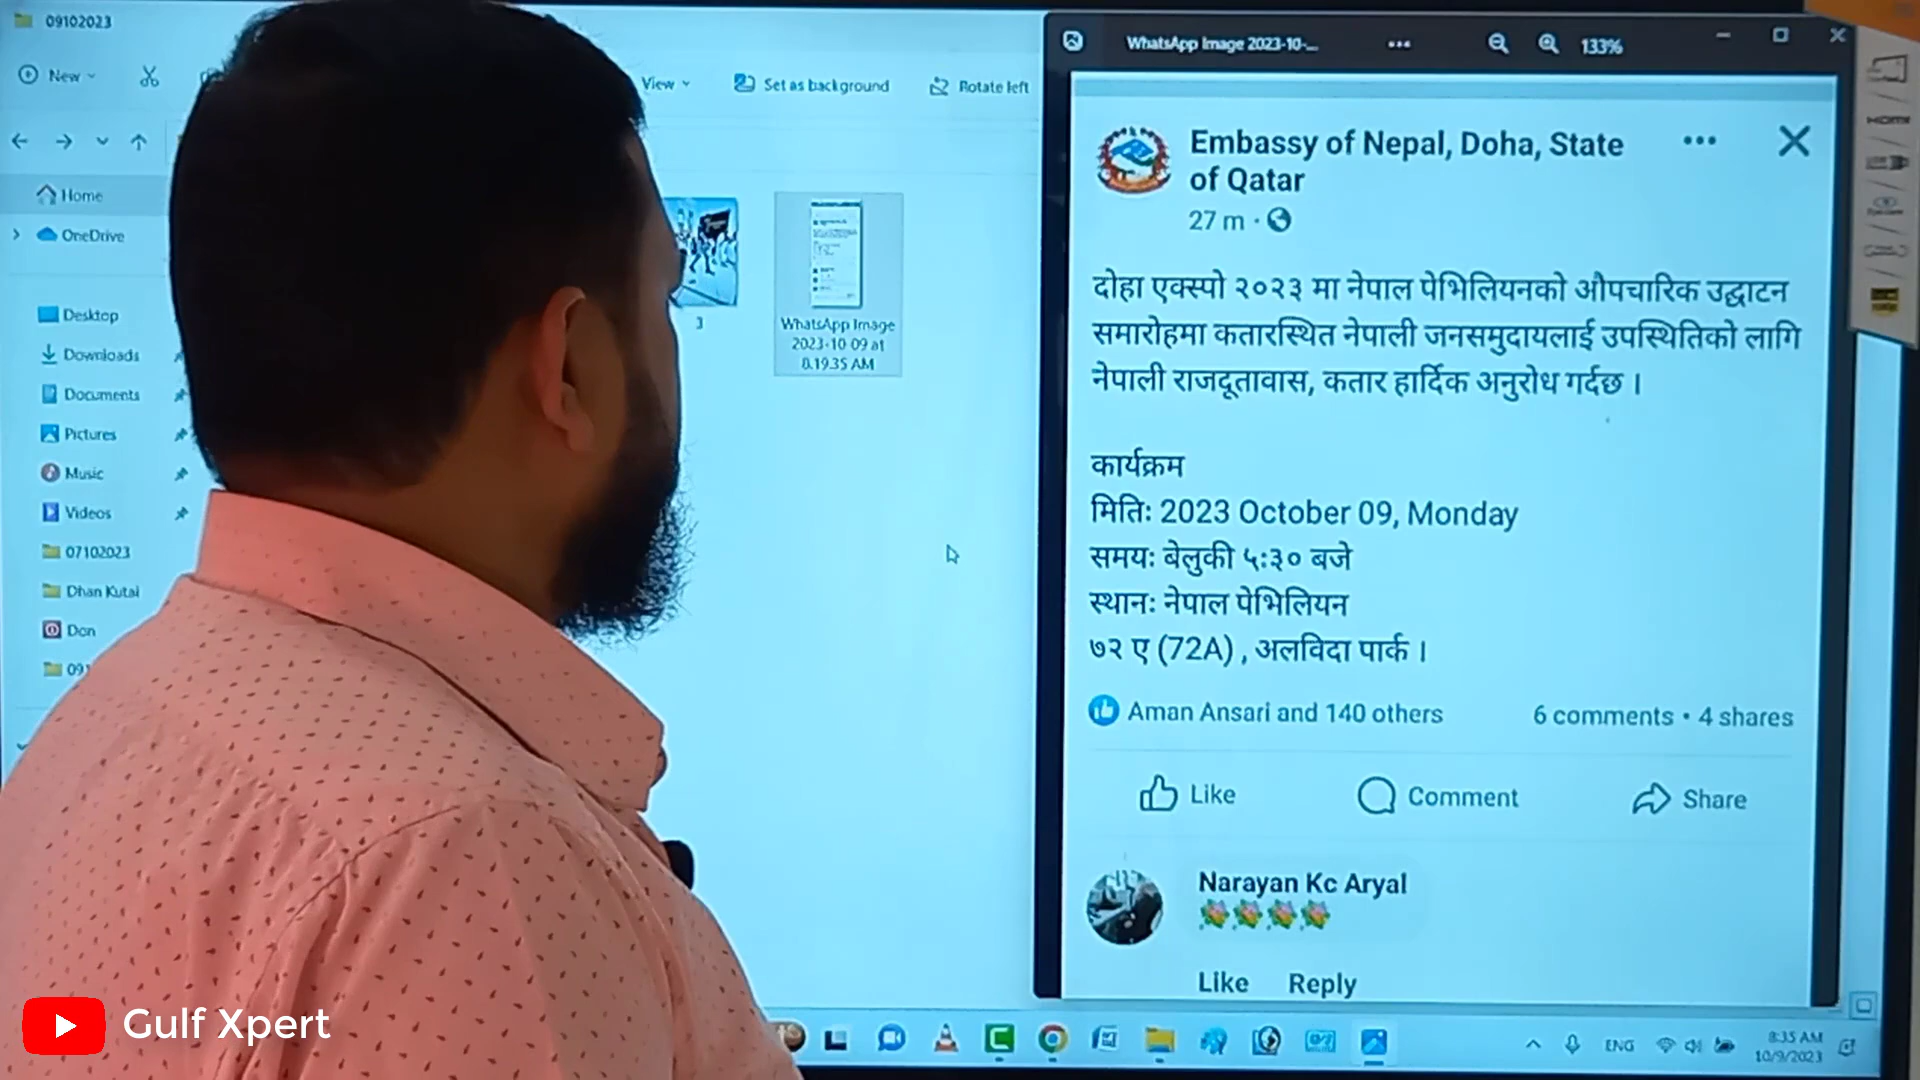 09102023
New
View
Set as background
Rotate left
Home
OneDrive
Desktop
Downloads
Documents
Pictures
Music
Videos
07102023
Dhan Kutai
Don
3
WhatsApp Image
2023-10-09 at
8.19.35 AM
WhatsApp Image 2023-10-...
133%
Embassy of Nepal, Doha, State
of Qatar
27 m
दोहा एक्स्पो २०२३ मा नेपाल पेभिलियनको औपचारिक उद्घाटन
समारोहमा कतारस्थित नेपाली जनसमुदायलाई उपस्थितिको लागि
नेपाली राजदूतावास, कतार हार्दिक अनुरोध गर्दछ ।
कार्यक्रम
मितिः 2023 October 09, Monday
समयः बेलुकी ५:३० बजे
स्थानः नेपाल पेभिलियन
७२ ए (72A) , अलविदा पार्क ।
Aman Ansari and 140 others
6 comments • 4 shares
Like
Comment
Share
Narayan Kc Aryal
Like Reply
HDMI
ENG
8:35 AM
10/9/2023
Gulf Xpert